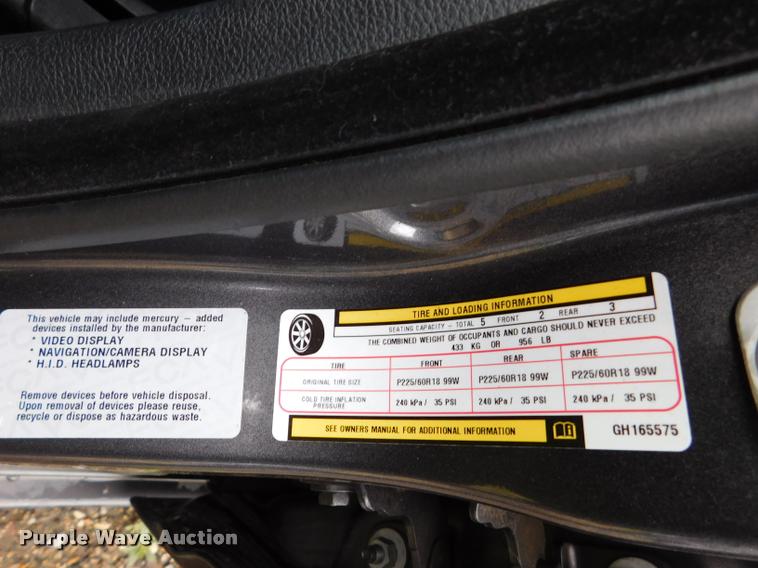 This vehicle may include mercury – added
devices installed by the manufacturer:
* VIDEO DISPLAY
* NAVIGATION/CAMERA DISPLAY
* H.I.D. HEADLAMPS
Remove devices before vehicle disposal.
Upon removal of devices please reuse,
recycle or dispose as hazardous waste.
TIRE AND LOADING INFORMATION
SEATING CAPACITY – TOTAL 5 FRONT 2 REAR 3
THE COMBINED WEIGHT OF OCCUPANTS AND CARGO SHOULD NEVER EXCEED
433 KG OR 956 LB
TIRE FRONT REAR SPARE
ORIGINAL TIRE SIZE P225/60R18 99W P225/60R18 99W P225/60R18 99W
COLD TIRE INFLATION
PRESSURE 240 kPa / 35 PSI 240 kPa / 35 PSI 240 kPa / 35 PSI
SEE OWNERS MANUAL FOR ADDITIONAL INFORMATION
GH165575
Purple Wave Auction